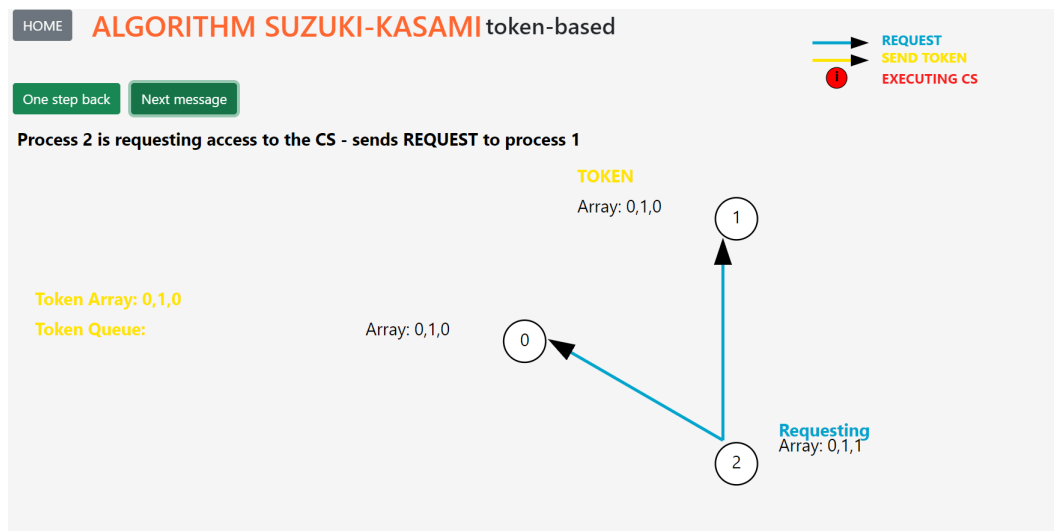 HOME
ALGORITHM SUZUKI-KASAMI token-based
REQUEST
SEND TOKEN
i
EXECUTING CS
One step back
Next message
Process 2 is requesting access to the CS - sends REQUEST to process 1
TOKEN
Array: 0,1,0
1
Token Array: 0,1,0
Token Queue:
Array: 0,1,0
0
Requesting
Array: 0,1,1
2